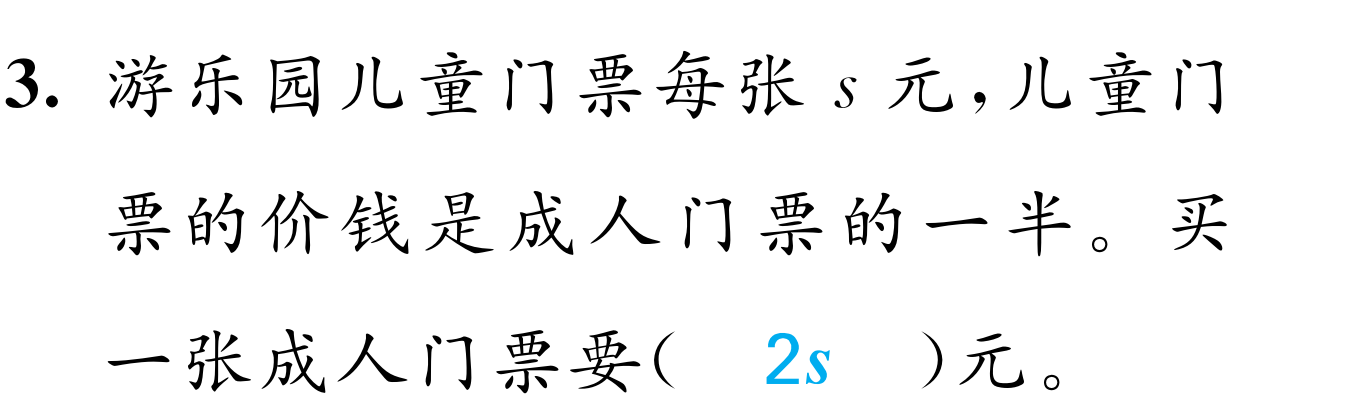 3. 游乐园儿童门票每张 s 元,儿童门
票的价钱是成人门票的一半。买
一张成人门票要( 2s )元。